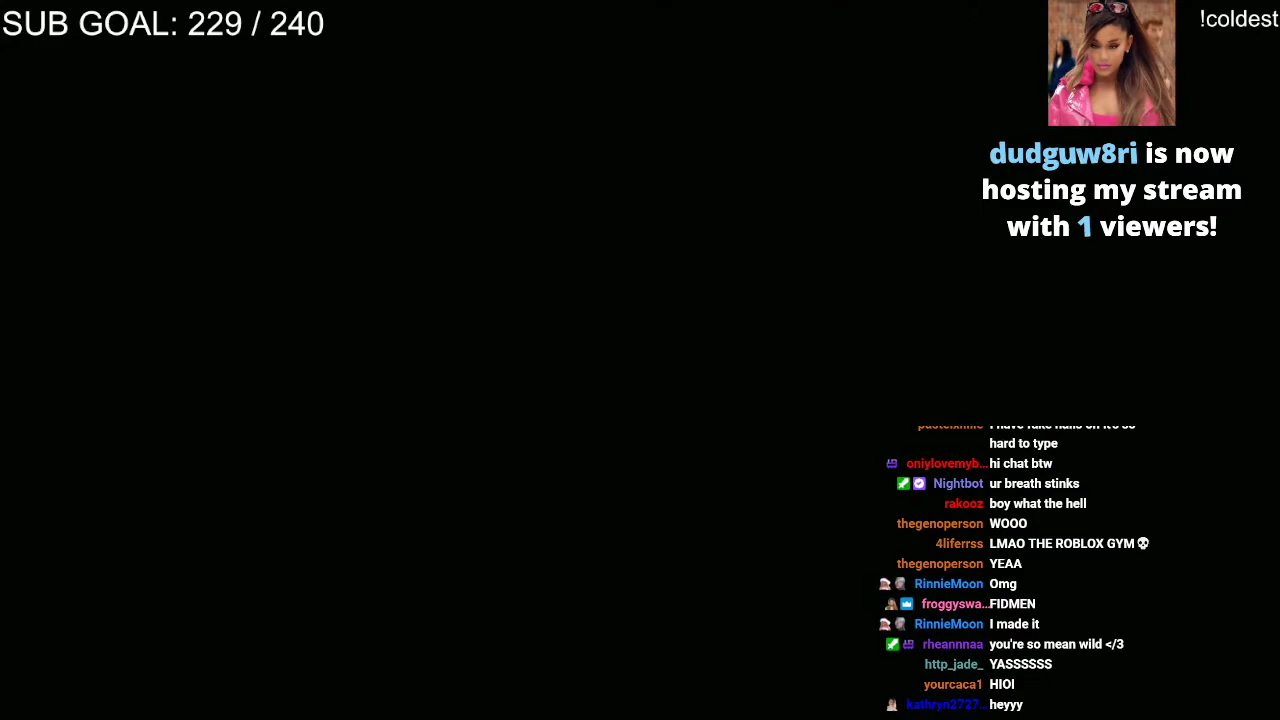 SUB GOAL: 229 / 240
!coldest
dudguw8ri is now
hosting my stream
with 1 viewers!
hard to type
oniylovemyb... hi chat btw
Nightbot ur breath stinks
rakooz boy what the hell
thegenoperson WOOO
4liferrss LMAO THE ROBLOX GYM💀
thegenoperson YEAA
RinnieMoon Omg
froggyswa... FIDMEN
RinnieMoon I made it
rheannnaa you're so mean wild </3
http_jade_ YASSSSSS
yourcaca1 HIOI
kathryn2727... heyyy